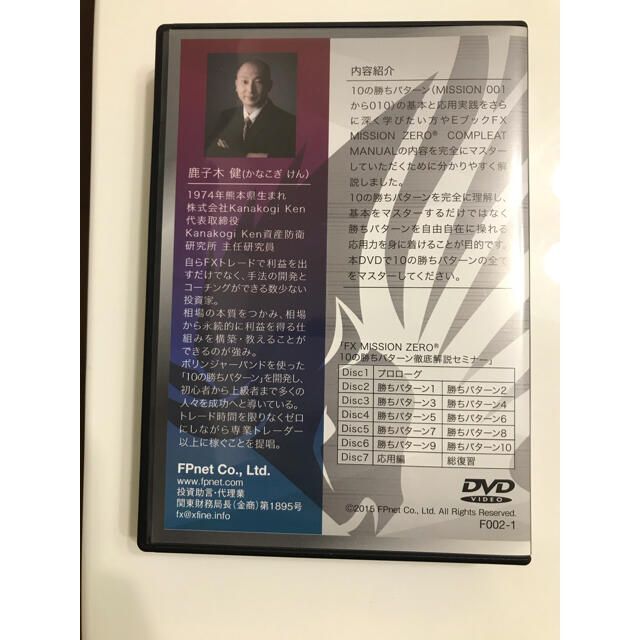 鹿子木 健(かなこぎ けん)
1974年熊本県生まれ
株式会社Kanakogi Ken
代表取締役
Kanakogi Ken資産防衛
研究所 主任研究員
自らFXトレードで利益を出
すだけでなく、手法の開発と
コーチングができる数少ない
投資家。
相場の本質をつかみ、相場
から永続的に利益を得る仕
組みを構築・教えることが
できるのが強み。
ボリンジャーバンドを使った
「10の勝ちパターン」を開発し、
初心者から上級者まで多くの
人々を成功へと導いている。
トレード時間を限りなくゼロ
にしながら専業トレーダー
以上に稼ぐことを提唱。
FPnet Co., Ltd.
www.fpnet.com
投資助言・代理業
関東財務局長(金商)第1895号
fx@xfine.info
内容紹介
10の勝ちパターン(MISSION 001
から010)の基本と応用実践をさら
に深く学びたい方やEブックFX
MISSION ZERO® COMPLEAT
MANUALの内容を完全にマスター
していただくために分かりやすく解
説しました。
10の勝ちパターンを完全に理解し、
基本をマスターするだけではなく
勝ちパターンを自由自在に操れる
応用力を身に着けることが目的です。
本DVDで10の勝ちパターンの全て
をマスターしてください。
「FX MISSION ZERO®
10の勝ちパターン徹底解説セミナー」
Disc1 プロローグ
Disc2 勝ちパターン1 勝ちパターン2
Disc3 勝ちパターン3 勝ちパターン4
Disc4 勝ちパターン5 勝ちパターン6
Disc5 勝ちパターン7 勝ちパターン8
Disc6 勝ちパターン9 勝ちパターン10
Disc7 応用編 総復習
DVD
VIDEO
©2015 FPnet Co., Ltd. All Rights Reserved.
F002-1